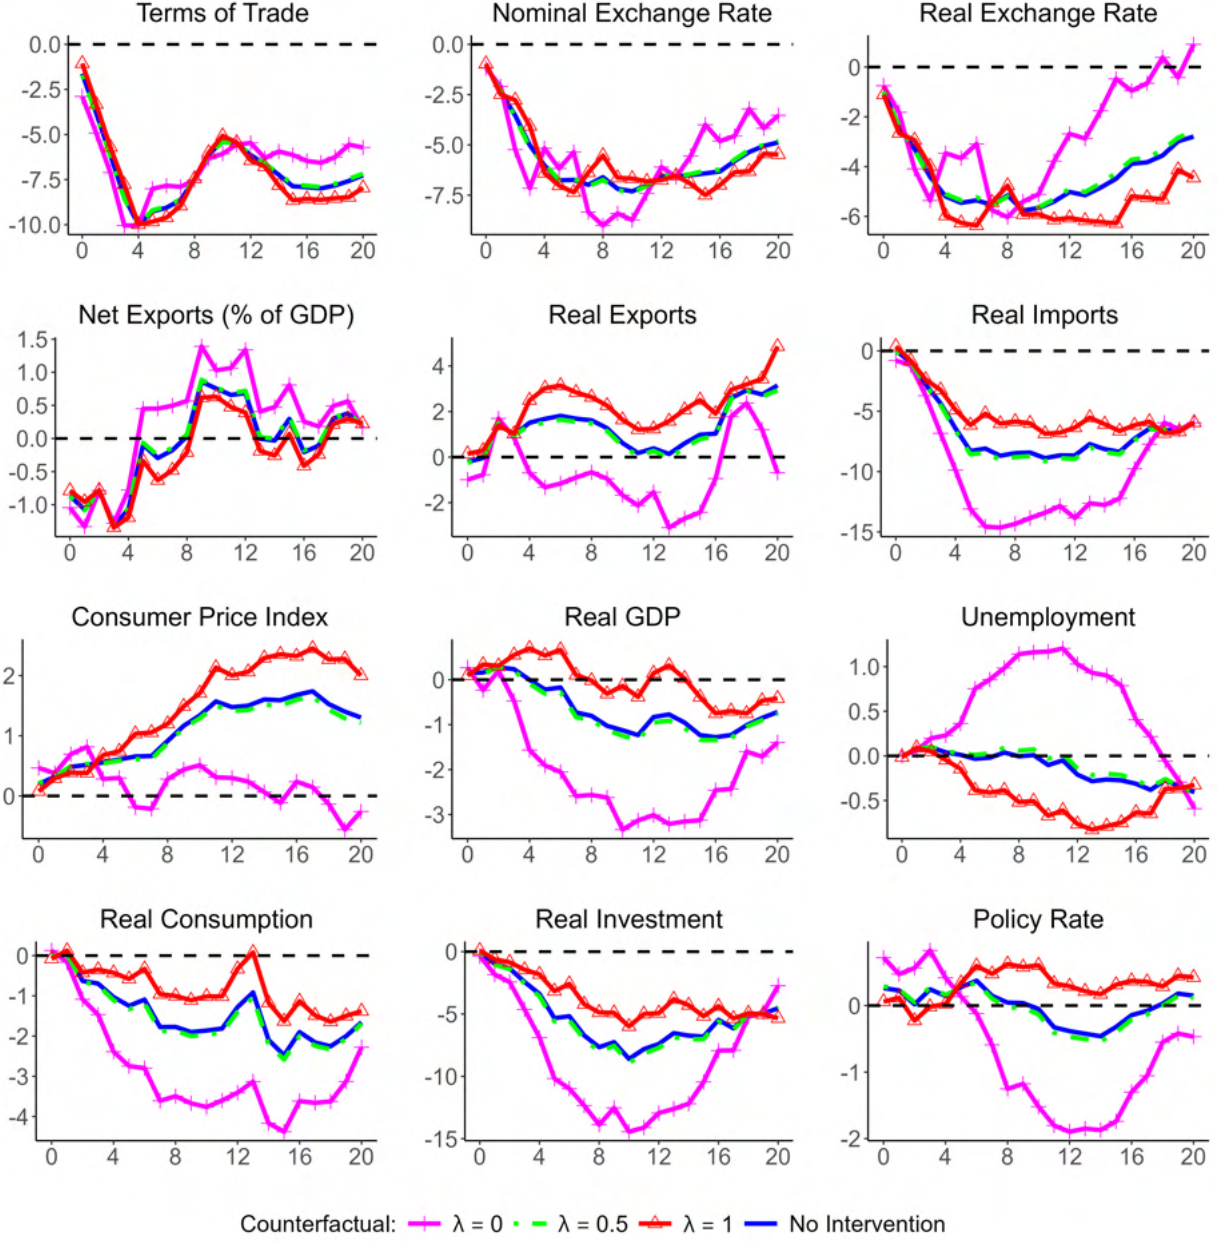 Terms of Trade
Nominal Exchange Rate
Real Exchange Rate
0.0
-2.5
-5.0
-7.5
-10.0
0 4 8 12 16 20
0.0
-2.5
-5.0
-7.5
0 4 8 12 16 20
0
-2
-4
-6
0 4 8 12 16 20
Net Exports (% of GDP)
Real Exports
Real Imports
1.5
1.0
0.5
0.0
-0.5
-1.0
0 4 8 12 16 20
4
2
0
-2
0 4 8 12 16 20
0
-5
-10
-15
0 4 8 12 16 20
Consumer Price Index
Real GDP
Unemployment
2
1
0
0 4 8 12 16 20
0
-1
-2
-3
0 4 8 12 16 20
1.0
0.5
0.0
-0.5
0 4 8 12 16 20
Real Consumption
Real Investment
Policy Rate
0
-1
-2
-3
-4
0 4 8 12 16 20
0
-5
-10
-15
0 4 8 12 16 20
0
-1
-2
0 4 8 12 16 20
Counterfactual: λ = 0 λ = 0.5 λ = 1 No Intervention